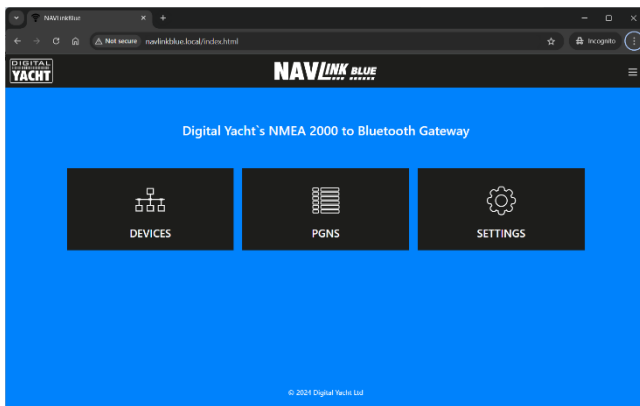 NAVLinkBlue
Not secure navlinkblue.local/index.html
Incognito
DIGITAL
YACHT
NAVLINK BLUE
Digital Yacht`s NMEA 2000 to Bluetooth Gateway
DEVICES
PGNS
SETTINGS
© 2024 Digital Yacht Ltd